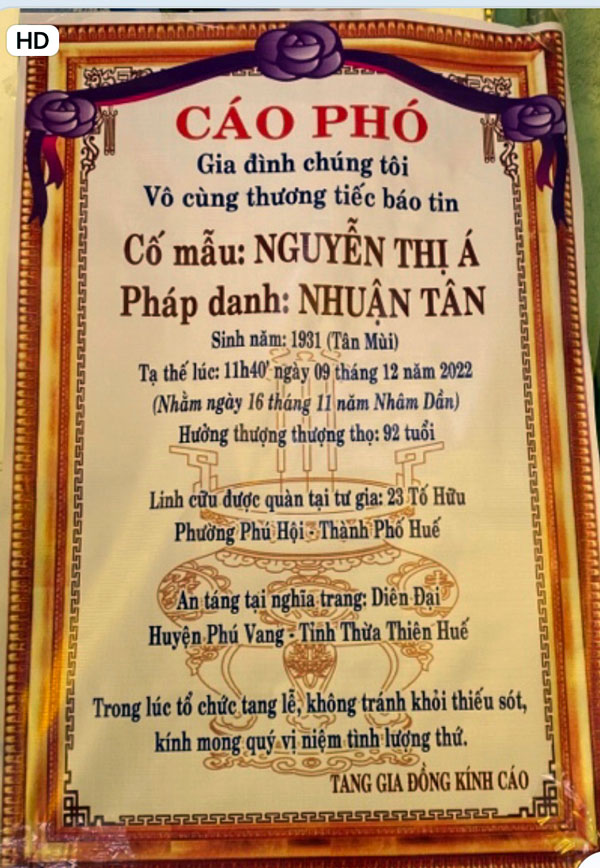 HD
CÁO PHÓ
Gia đình chúng tôi
Vô cùng thương tiếc báo tin
Cố mẫu: NGUYỄN THỊ Á
Pháp danh: NHUẬN TÂN
Sinh năm: 1931 (Tân Mùi)
Tạ thế lúc: 11h40' ngày 09 tháng 12 năm 2022
(Nhằm ngày 16 tháng 11 năm Nhâm Dần)
Hưởng thượng thượng thọ: 92 tuổi
Linh cữu được quàn tại tư gia: 23 Tố Hữu
Phường Phú Hội - Thành Phố Huế
An táng tại nghĩa trang: Diên Đại
Huyện Phú Vang - Tỉnh Thừa Thiên Huế
Trong lúc tổ chức tang lễ, không tránh khỏi thiếu sót,
kính mong quý vị niệm tình lượng thứ.
TANG GIA ĐỒNG KÍNH CÁO